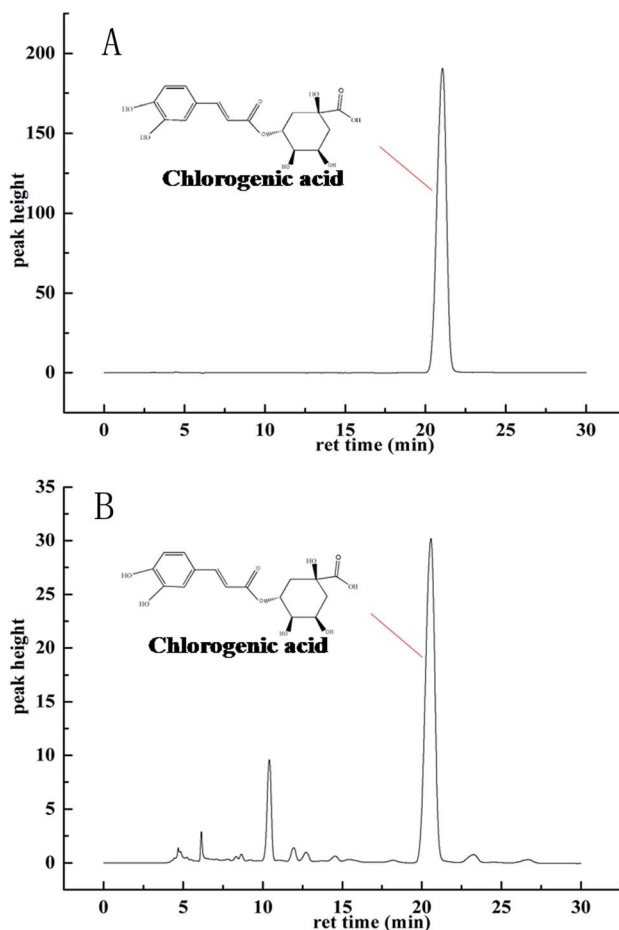 A
200
150
100
50
0
peak height
HO
HO
O
O
HO
O
OH
HO
OH
Chlorogenic acid
0 5 10 15 20 25 30
ret time (min)
B
35
30
25
20
15
10
5
0
peak height
HO
HO
O
O
HO
O
OH
HO
OH
Chlorogenic acid
0 5 10 15 20 25 30
ret time (min)